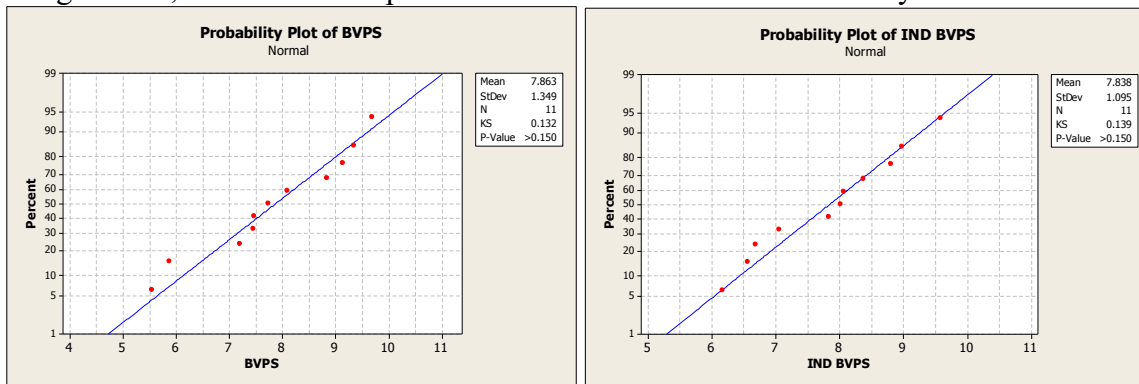 Probability Plot of BVPS
Normal
99
95
90
80
70
60
50
40
30
20
10
5
1
Percent
4 5 6 7 8 9 10 11
BVPS
Mean 7.863
StDev 1.349
N 11
KS 0.132
P-Value >0.150
Probability Plot of IND BVPS
Normal
99
95
90
80
70
60
50
40
30
20
10
5
1
Percent
5 6 7 8 9 10 11
IND BVPS
Mean 7.838
StDev 1.095
N 11
KS 0.139
P-Value >0.150